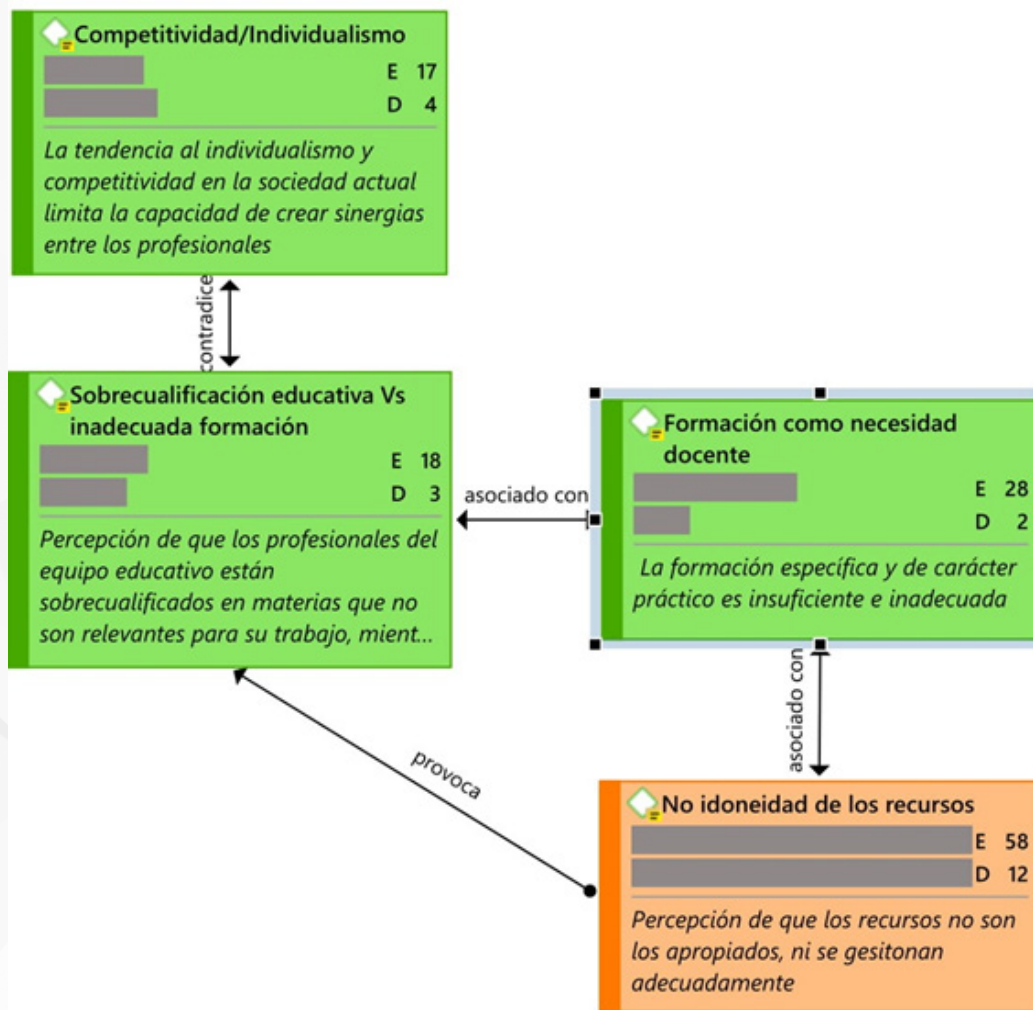 Competitividad/Individualismo
E 17
D 4
La tendencia al individualismo y
competitividad en la sociedad actual
limita la capacidad de crear sinergias
entre los profesionales
contradice
Sobrecualificación educativa Vs
inadecuada formación
E 18
D 3
Percepción de que los profesionales del
equipo educativo están
sobrecualificados en materias que no
son relevantes para su trabajo, mient...
asociado con
Formación como necesidad
docente
E 28
D 2
La formación específica y de carácter
práctico es insuficiente e inadecuada
asociado con
provoca
No idoneidad de los recursos
E 58
D 12
Percepción de que los recursos no son
los apropiados, ni se gesitonan
adecuadamente